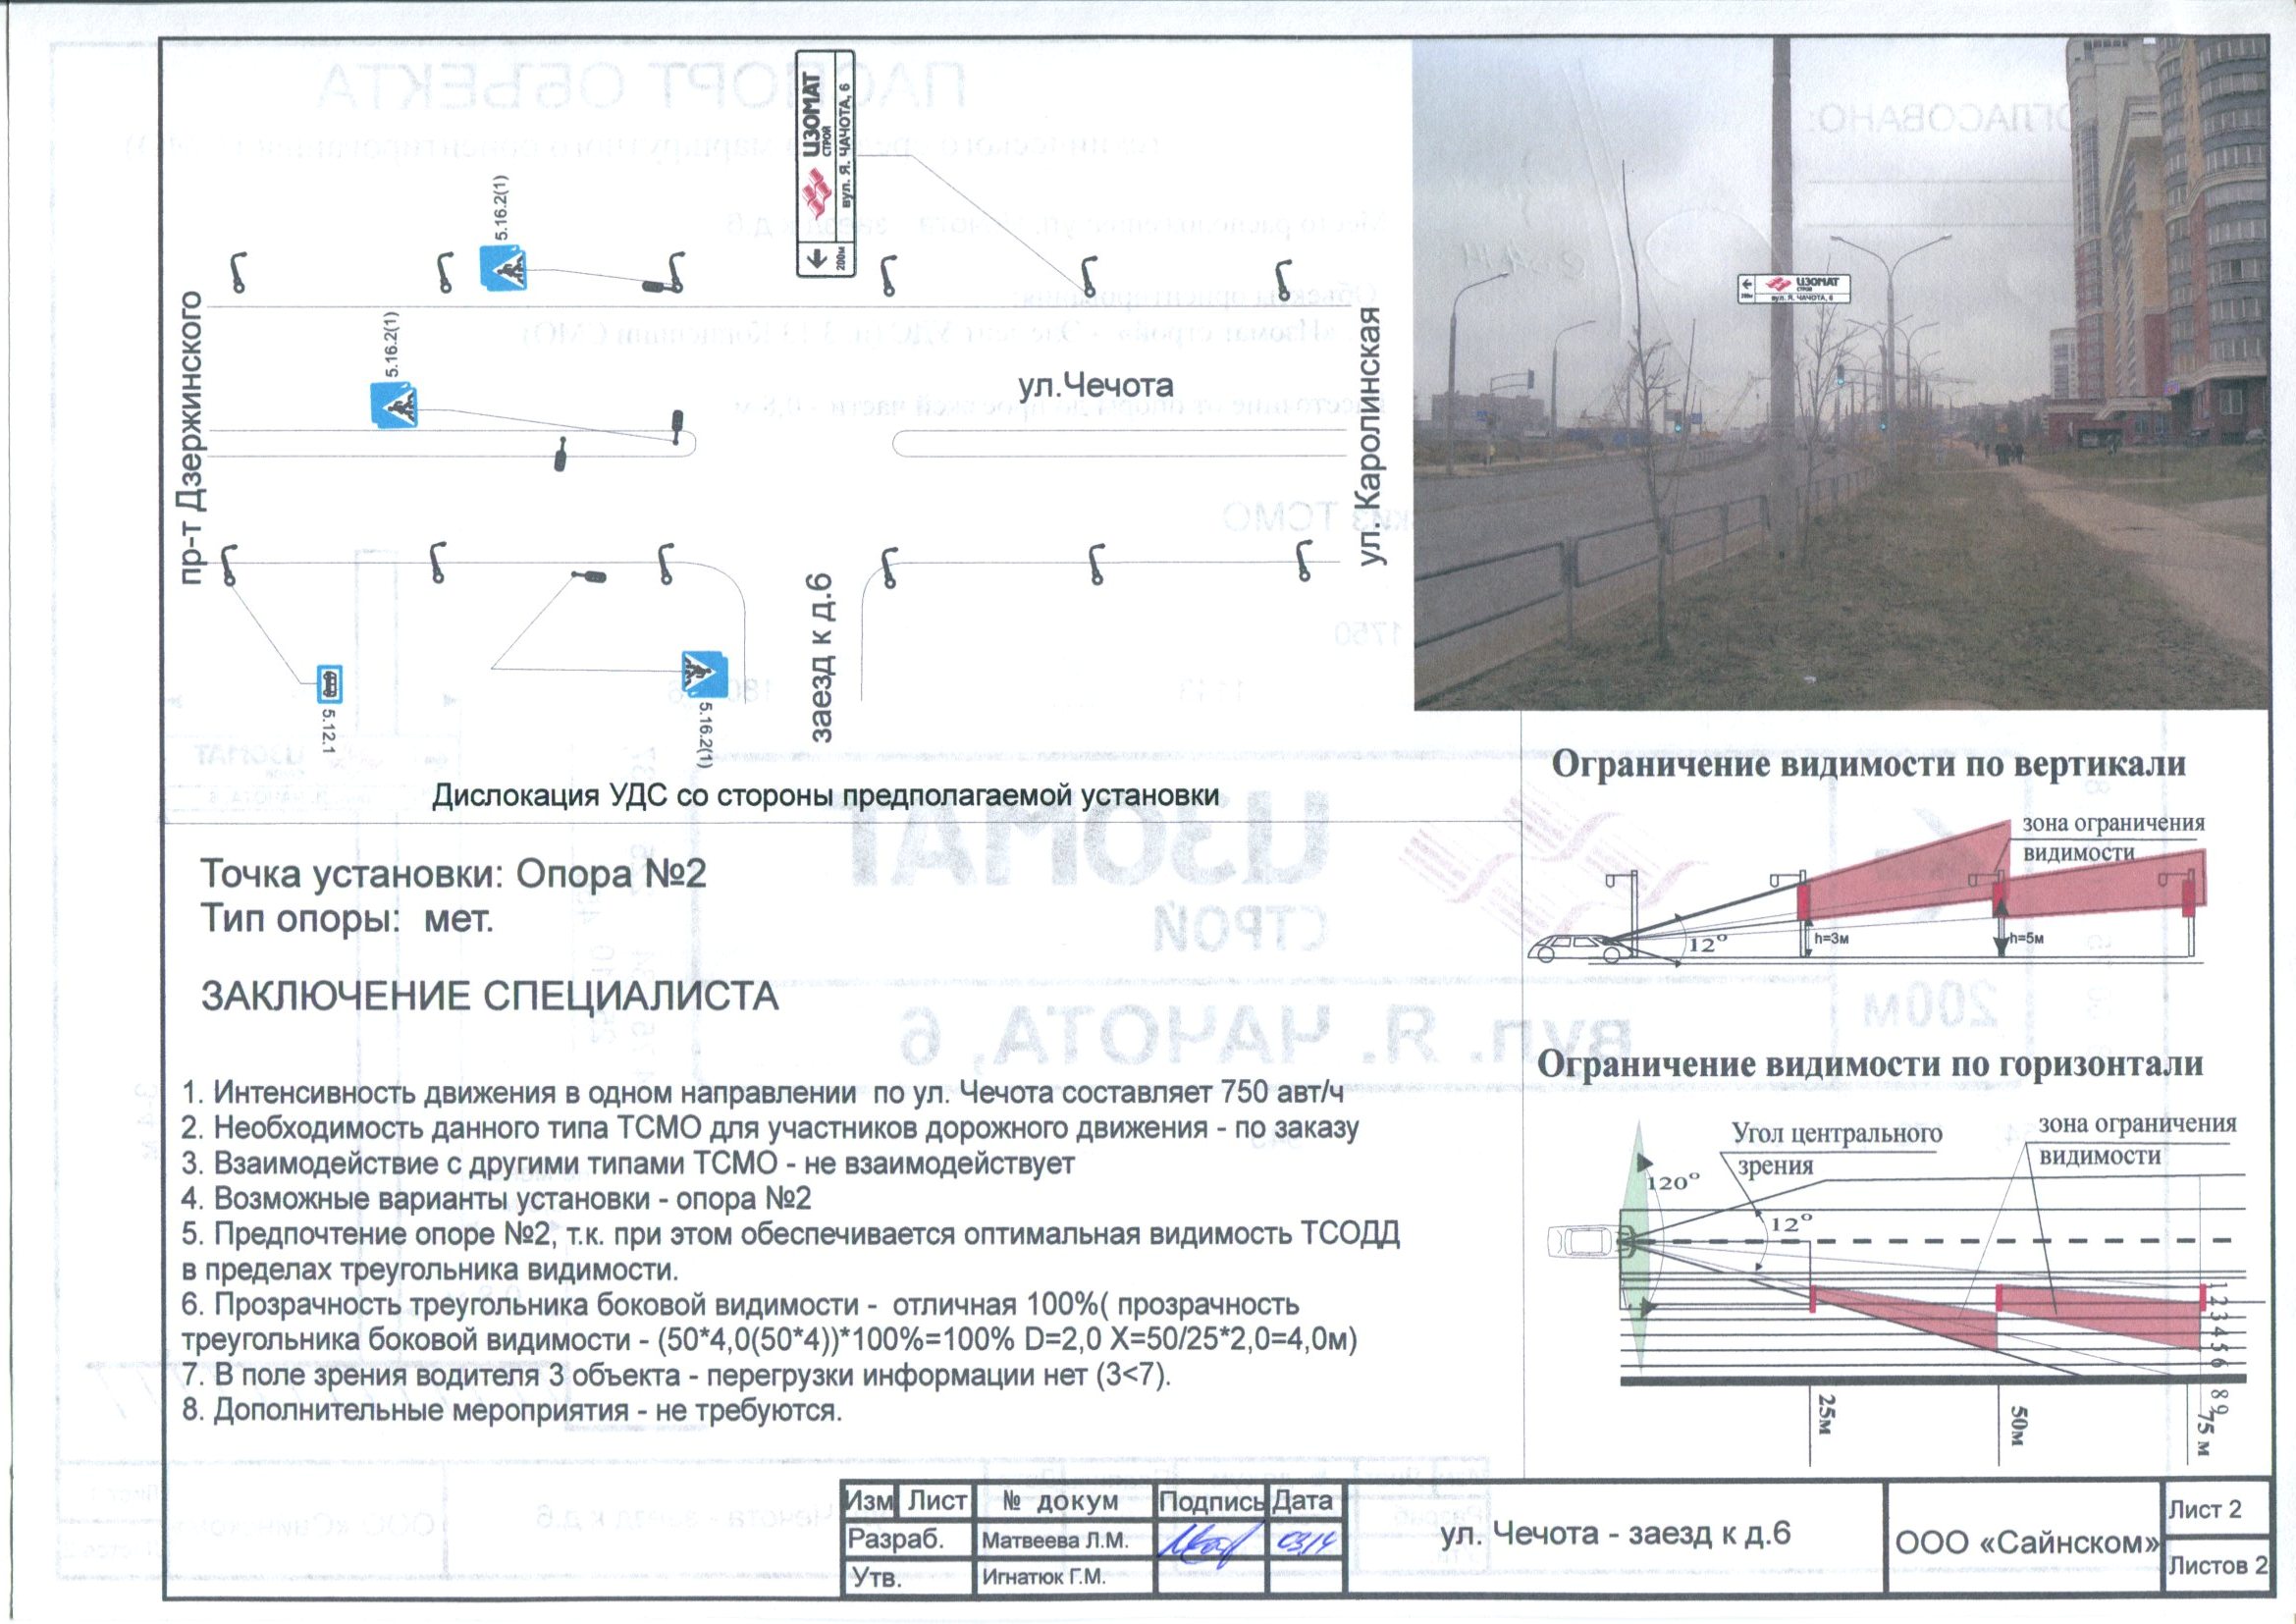 ИЗОМАТ
СТРОЙ
вул. Я. ЧАЧОТА, 6
200м
5.16.2(1)
5.16.2(1)
пр-т Дзержинского
ул.Чечота
ул.Каролинская
заезд к д.6
5.12.1
5.16.2(1)
Дислокация УДС со стороны предполагаемой установки
ИЗОМАТ
СТРОЙ
200м
вул. Я. ЧАЧОТА, 6
Точка установки: Опора №2
Тип опоры: мет.
ЗАКЛЮЧЕНИЕ СПЕЦИАЛИСТА
1. Интенсивность движения в одном направлении по ул. Чечота составляет 750 авт/ч
2. Необходимость данного типа ТСМО для участников дорожного движения - по заказу
3. Взаимодействие с другими типами ТСМО - не взаимодействует
4. Возможные варианты установки - опора №2
5. Предпочтение опоре №2, т.к. при этом обеспечивается оптимальная видимость ТСОДД
в пределах треугольника видимости.
6. Прозрачность треугольника боковой видимости - отличная 100%( прозрачность
треугольника боковой видимости - (50*4,0(50*4))*100%=100% D=2,0 X=50/25*2,0=4,0м)
7. В поле зрения водителя 3 объекта - перегрузки информации нет (3<7).
8. Дополнительные мероприятия - не требуются.
Ограничение видимости по вертикали
зона ограничения
видимости
12°
h=3м
h=5м
Ограничение видимости по горизонтали
Угол центрального
зрения
зона ограничения
видимости
120°
12°
1 2 3 4 5 6 8 9
25м
50м
75 м
Изм Лист № докум Подпись Дата
Разраб. Матвеева Л.М. 03/4
Утв. Игнатюк Г.М.
ул. Чечота - заезд к д.6
ООО «Сайнском»
Лист 2
Листов 2